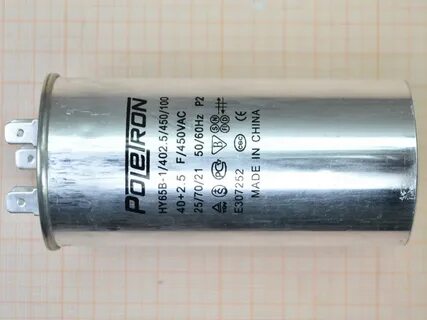 POLETRON
HY65B-1/402.5/450/100
40+2.5 F/450VAC
25/70/21 50/60Hz P2
MADE IN CHINA
E307252